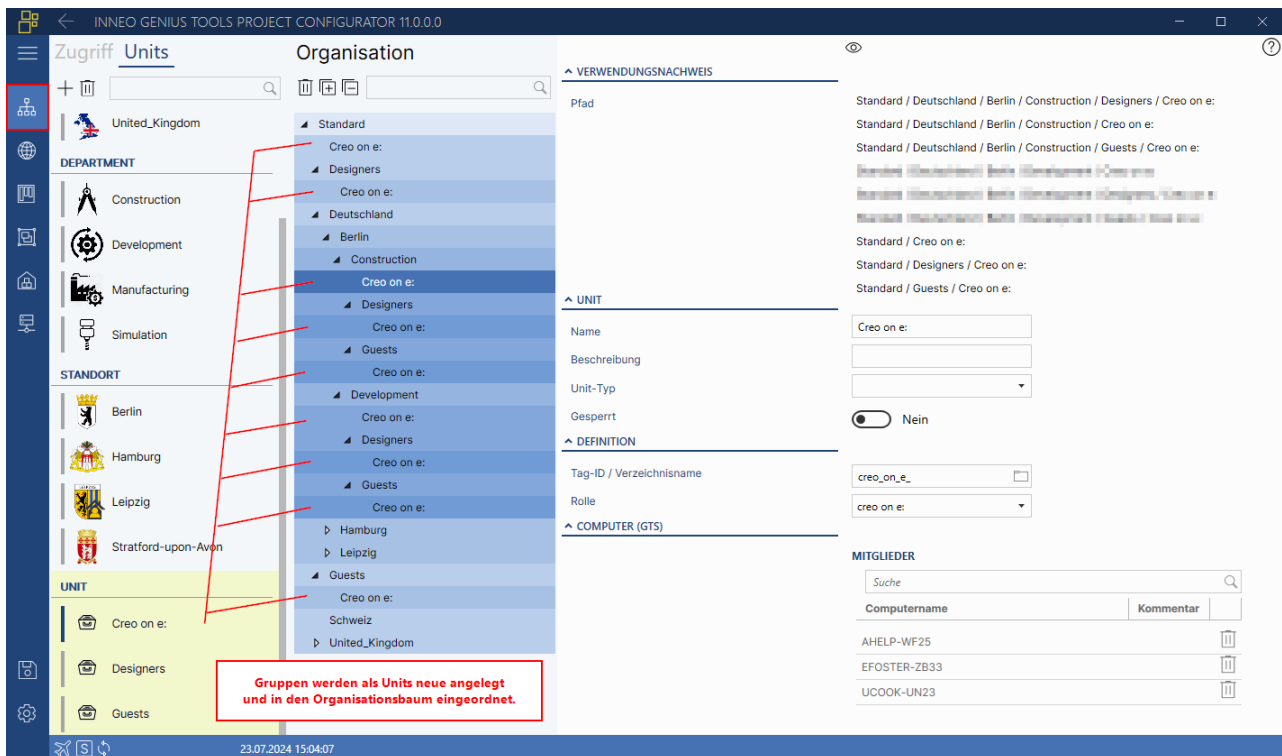 INNEO GENIUS TOOLS PROJECT CONFIGURATOR 11.0.0.0
Zugriff Units
United_Kingdom
DEPARTMENT
Construction
Development
Manufacturing
Simulation
STANDORT
Berlin
Hamburg
Leipzig
Stratford-upon-Avon
UNIT
Creo on e:
Designers
Guests
Organisation
Standard
Creo on e:
Designers
Creo on e:
Deutschland
Berlin
Construction
Creo on e:
Designers
Creo on e:
Guests
Creo on e:
Development
Creo on e:
Designers
Creo on e:
Guests
Creo on e:
Hamburg
Leipzig
Guests
Creo on e:
Schweiz
United_Kingdom
Gruppen werden als Units neue angelegt
und in den Organisationsbaum eingeordnet.
VERWENDUNGSNACHWEIS
Pfad
Standard / Deutschland / Berlin / Construction / Designers / Creo on e:
Standard / Deutschland / Berlin / Construction / Creo on e:
Standard / Deutschland / Berlin / Construction / Guests / Creo on e:
Standard / Creo on e:
Standard / Designers / Creo on e:
Standard / Guests / Creo on e:
UNIT
Name
Creo on e:
Beschreibung
Unit-Typ
Gesperrt
Nein
DEFINITION
Tag-ID / Verzeichnisname
creo_on_e_
Rolle
creo on e:
COMPUTER (GTS)
MITGLIEDER
Suche
Computername Kommentar
AHELP-WF25
EFOSTER-ZB33
UCOOK-UN23
S
23.07.2024 15:04:07